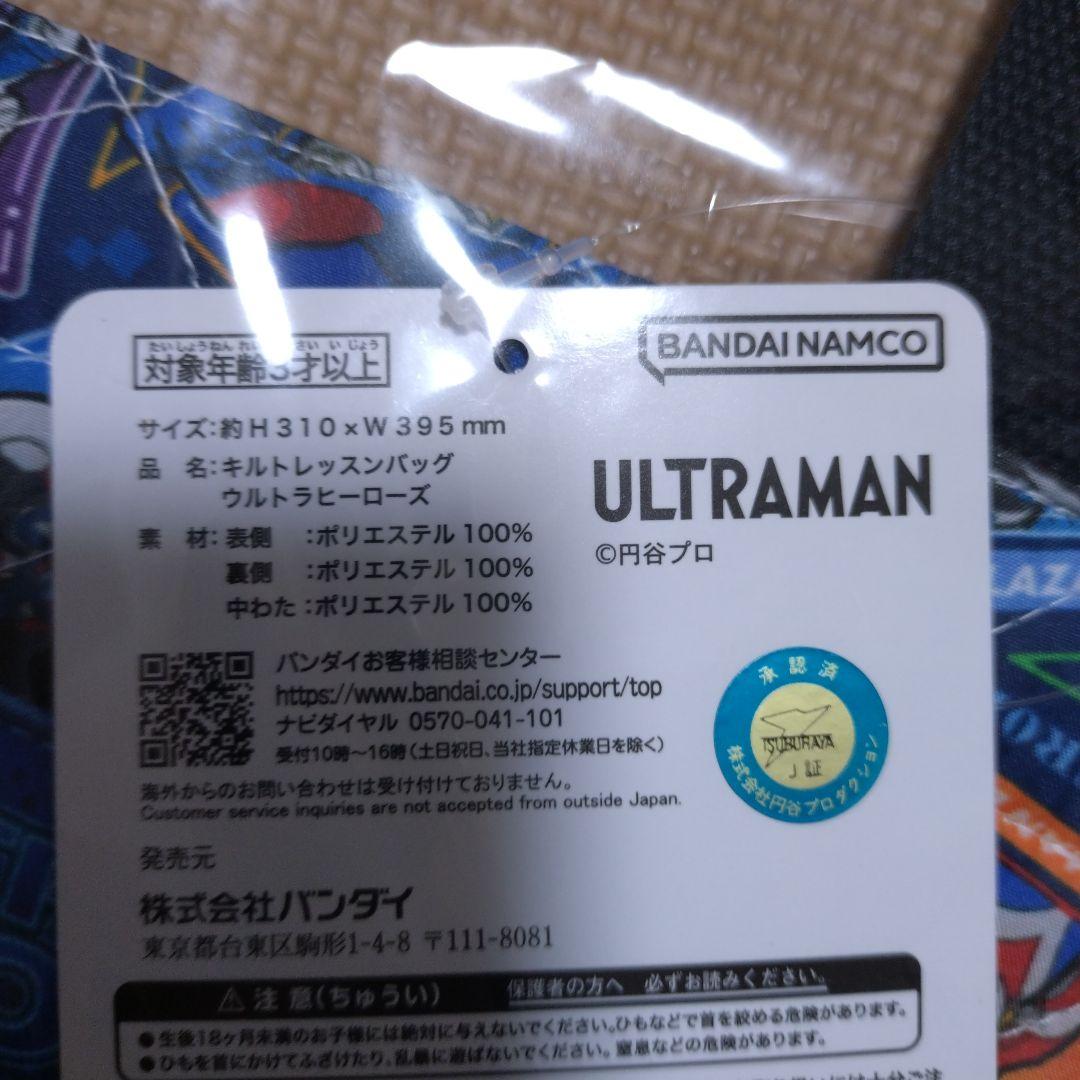 たいしょうねんれい さい いじょう
対象年齢3才以上
BANDAI NAMCO
サイズ:約H310×W395mm
品 名:キルトレッスンバッグ
ウルトラヒーローズ
素 材:表側 :ポリエステル100%
裏側 :ポリエステル100%
中わた:ポリエステル100%
ULTRAMAN
©円谷プロ
バンダイお客様相談センター
https://www.bandai.co.jp/support/top
ナビダイヤル 0570-041-101
受付10時〜16時(土日祝日、当社指定休業日を除く)
海外からのお問い合わせは受け付けておりません。
Customer service inquiries are not accepted from outside Japan.
承認済
TSUBURAYA
J証
株式会社円谷プロダクション
発売元
株式会社バンダイ
東京都台東区駒形1-4-8 〒111-8081
⚠注意(ちゅうい) 保護者の方へ 必ずお読みください。
●生後18ヶ月未満のお子様には絶対に与えないでください。ひもなどで首を絞める危険があります。
●ひもを首にかけてふざけたり、乱暴に遊ばないでください。窒息などの危険があります。